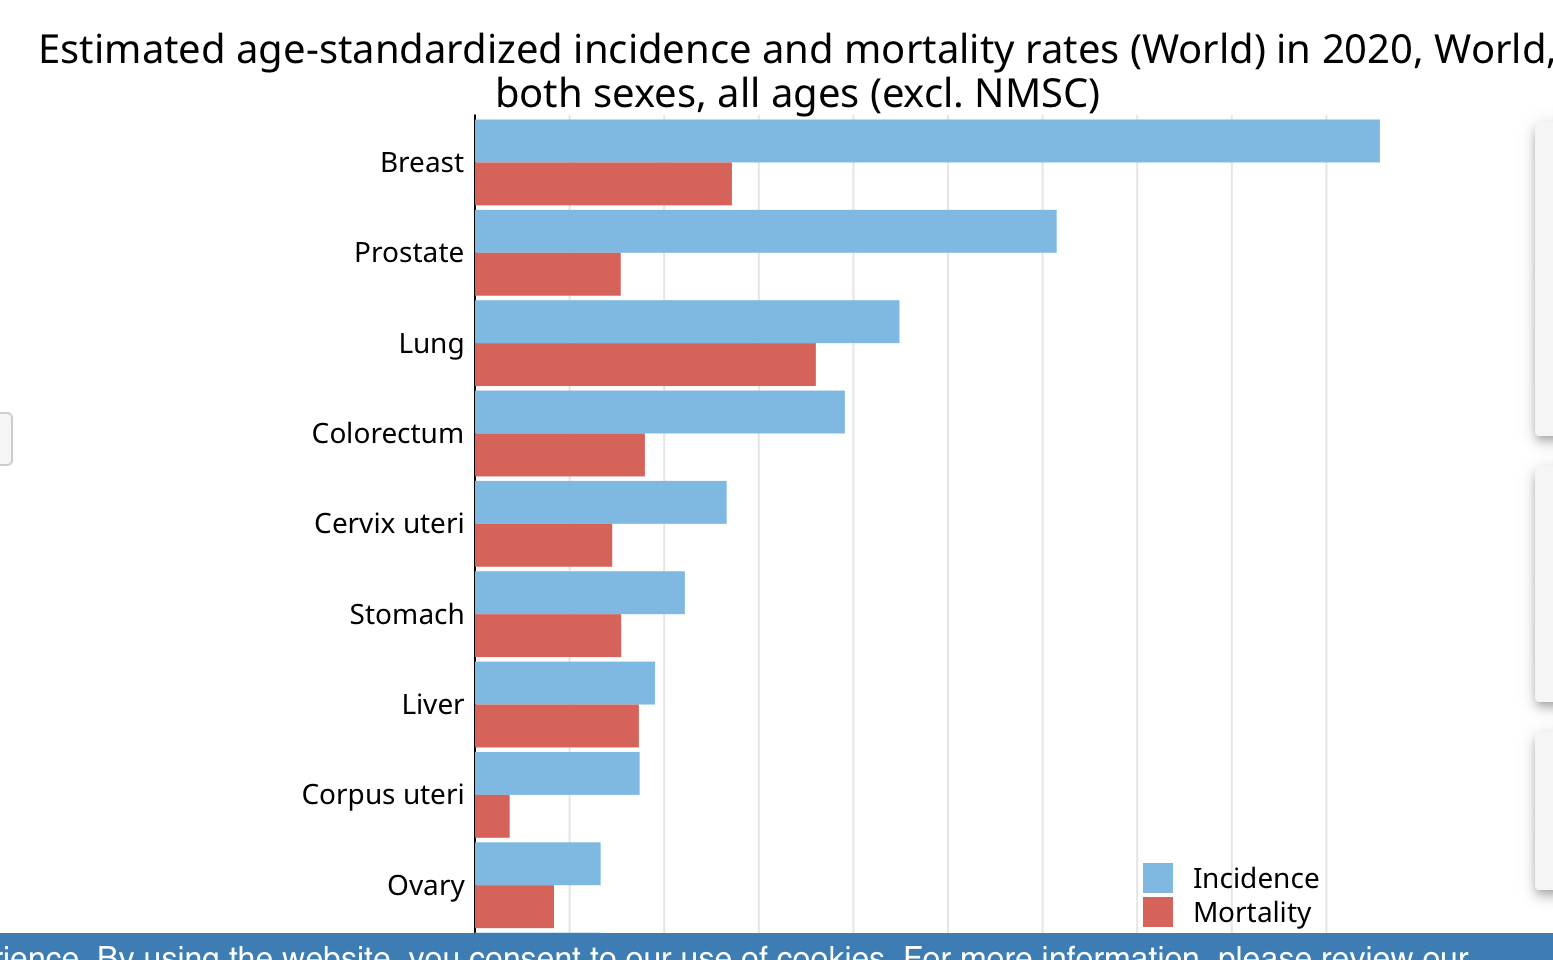 Estimated age-standardized incidence and mortality rates (World) in 2020, World,
both sexes, all ages (excl. NMSC)
Breast
Prostate
Lung
Colorectum
Cervix uteri
Stomach
Liver
Corpus uteri
Ovary
Incidence
Mortality
By using the website, you consent to our use of cookies. For more information, please review our